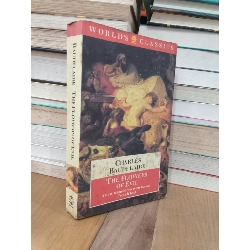 WORLD'S CLASSICS
CHARLES
BAUDELAIRE
THE FLOWERS
OF EVIL
BAUDELAIRE THE FLOWERS OF EVIL